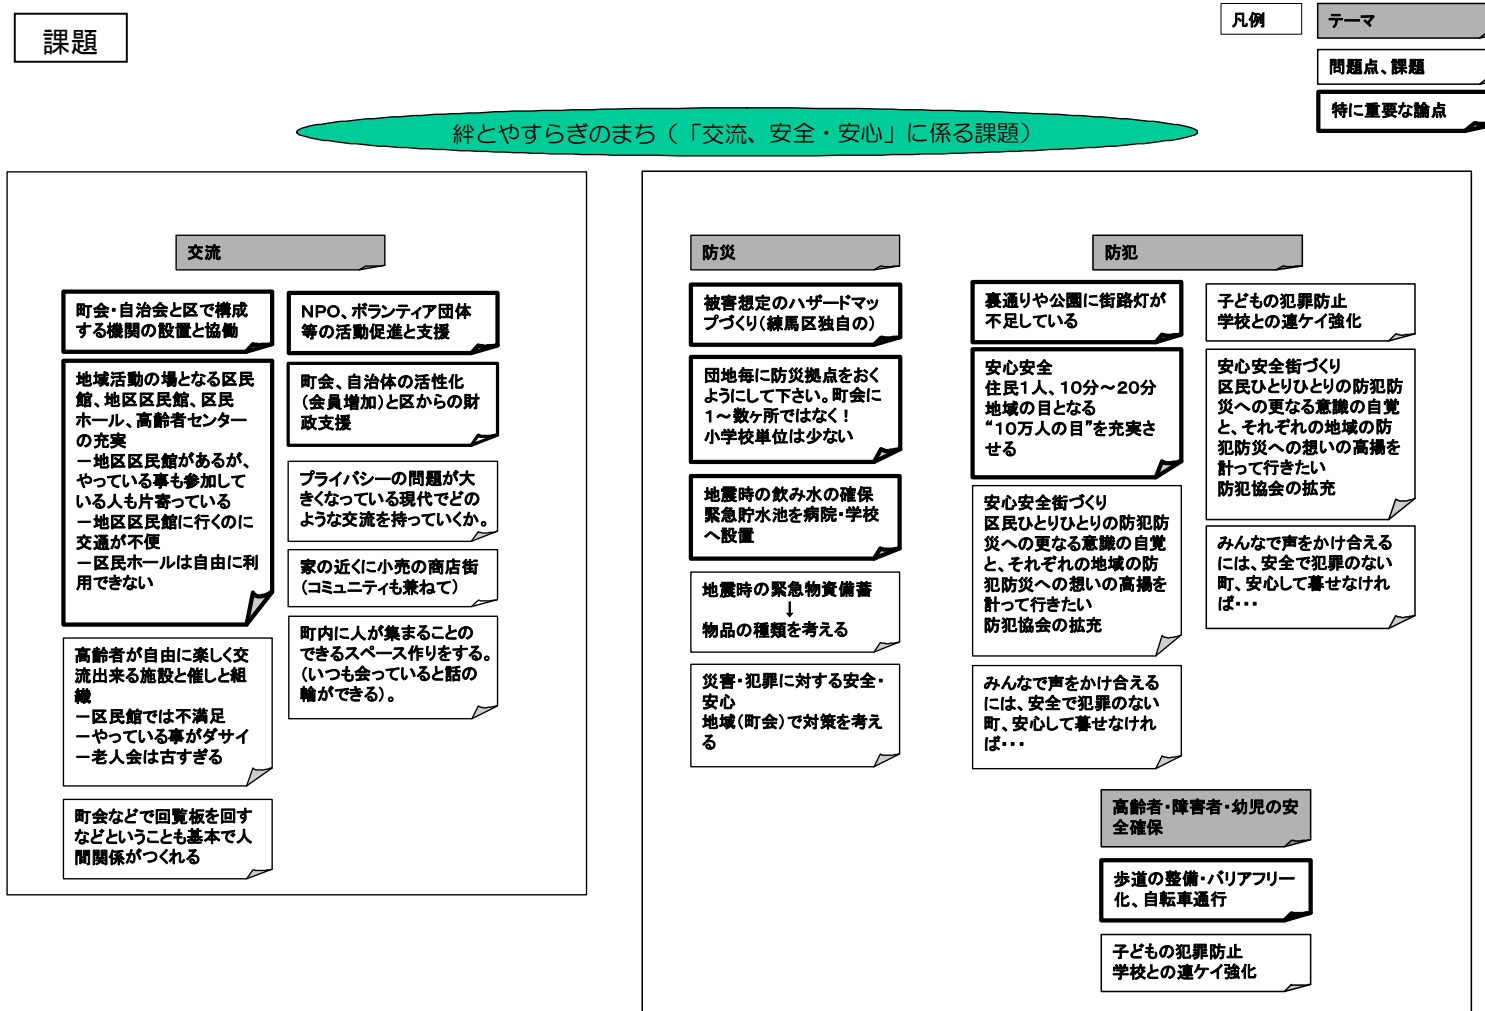 課題
凡例
テーマ
問題点、課題
特に重要な論点
絆とやすらぎのまち（「交流、安全・安心」に係る課題）
交流
町会・自治会と区で構成
する機関の設置と協働
地域活動の場となる区民
館、地区区民館、区民
ホール、高齢者センター
の充実
－地区区民館があるが、
やっている事も参加して
いる人も片寄っている
－地区区民館に行くのに
交通が不便
－区民ホールは自由に利
用できない
高齢者が自由に楽しく交
流出来る施設と催しと組
織
－区民館では不満足
－やっている事がダサイ
－老人会は古すぎる
町会などで回覧板を回す
などということも基本で人
間関係がつくれる
NPO、ボランティア団体
等の活動促進と支援
町会、自治体の活性化
（会員増加）と区からの財
政支援
プライバシーの問題が大
きくなっている現代でどの
ような交流を持っていくか。
家の近くに小売の商店街
（コミュニティも兼ねて）
町内に人が集まることの
できるスペース作りをする。
（いつも会っていると話の
輪ができる）。
防災
被害想定のハザードマッ
プづくり（練馬区独自の）
団地毎に防災拠点をおく
ようにして下さい。町会に
１～数ヶ所ではなく！
小学校単位は少ない
地震時の飲み水の確保
緊急貯水池を病院・学校
へ設置
地震時の緊急物資備蓄
↓
物品の種類を考える
災害・犯罪に対する安全・
安心
地域（町会）で対策を考え
る
防犯
裏通りや公園に街路灯が
不足している
安心安全
住民１人、１０分～２０分
地域の目となる
“１０万人の目”を充実さ
せる
安心安全街づくり
区民ひとりひとりの防犯防
災への更なる意識の自覚
と、それぞれの地域の防
犯防災への想いの高揚を
計って行きたい
防犯協会の拡充
みんなで声をかけ合える
には、安全で犯罪のない
町、安心して暮せなけれ
ば・・・
子どもの犯罪防止
学校との連ケイ強化
安心安全街づくり
区民ひとりひとりの防犯防
災への更なる意識の自覚
と、それぞれの地域の防
犯防災への想いの高揚を
計って行きたい
防犯協会の拡充
みんなで声をかけ合える
には、安全で犯罪のない
町、安心して暮せなけれ
ば・・・
高齢者・障害者・幼児の安
全確保
歩道の整備・バリアフリー
化、自転車通行
子どもの犯罪防止
学校との連ケイ強化